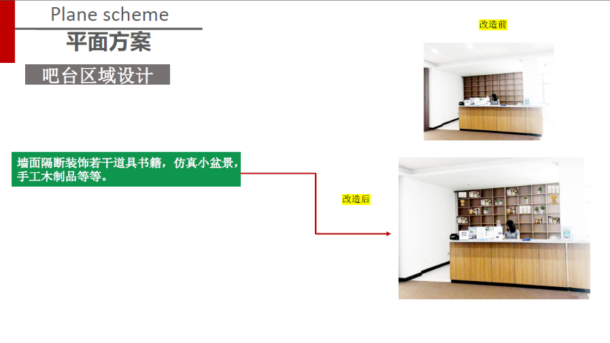 Plane scheme
平面方案
吧台区域设计
改造前
墙面隔断装饰若干道具书籍，仿真小盆景，
手工木制品等等。
改造后